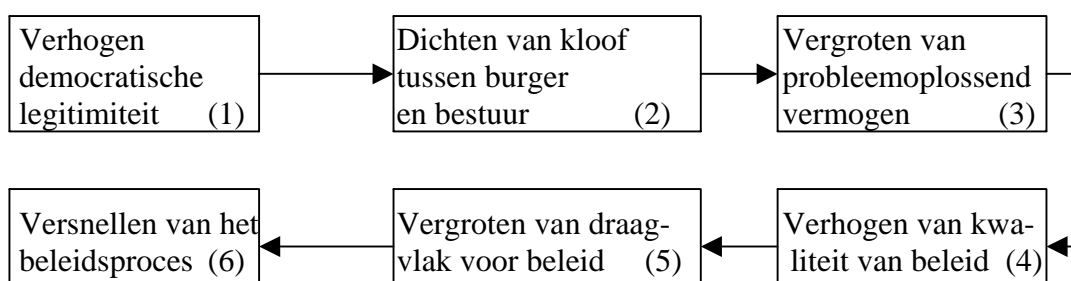 Verhogen
democratische
legitimiteit (1)
Dichten van kloof
tussen burger
en bestuur (2)
Vergroten van
probleemoplossend
vermogen (3)
Verhogen van kwa-
liteit van beleid (4)
Vergroten van draag-
vlak voor beleid (5)
Versnellen van het
beleidsproces (6)